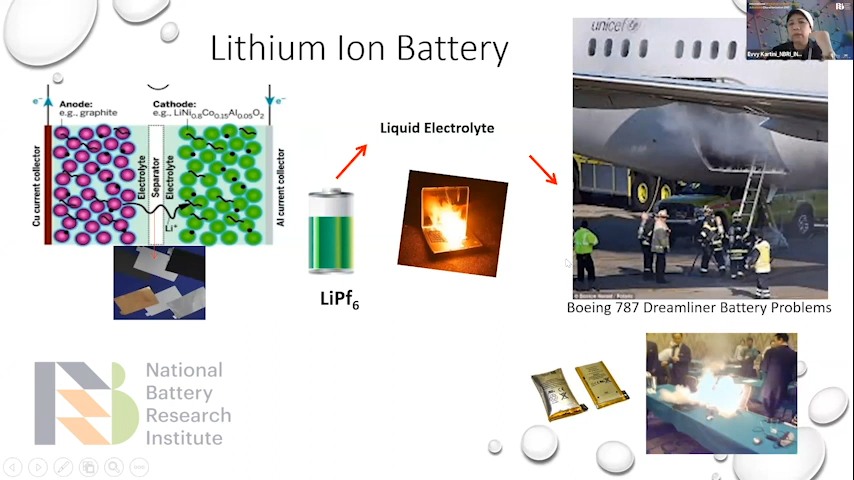 Lithium Ion Battery
unicef
Evvy Kartini_NBRI_IN...
e⁻
Anode:
e.g., graphite
Cathode:
e.g., LiNi₀.₈Co₀.₁₅Al₀.₀₅O₂
e⁻
Cu current collector
Electrolyte
Separator
Electrolyte
Al current collector
Li⁺
Liquid Electrolyte
LiPf₆
Boeing 787 Dreamliner Battery Problems
National
Battery
Research
Institute